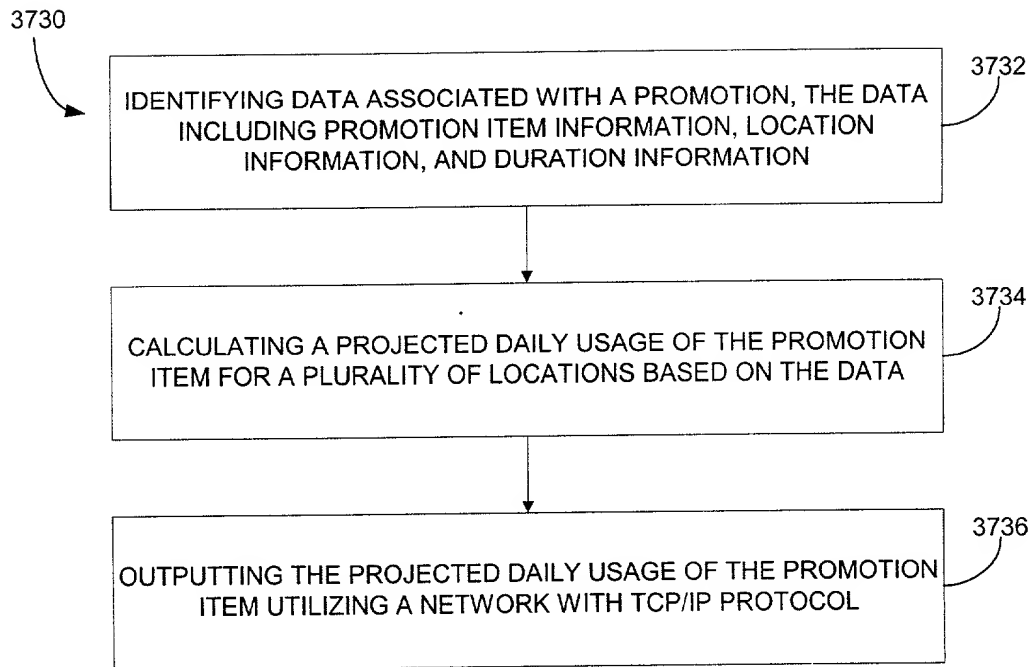 3730
3732
IDENTIFYING DATA ASSOCIATED WITH A PROMOTION, THE DATA
INCLUDING PROMOTION ITEM INFORMATION, LOCATION
INFORMATION, AND DURATION INFORMATION
3734
CALCULATING A PROJECTED DAILY USAGE OF THE PROMOTION
ITEM FOR A PLURALITY OF LOCATIONS BASED ON THE DATA
3736
OUTPUTTING THE PROJECTED DAILY USAGE OF THE PROMOTION
ITEM UTILIZING A NETWORK WITH TCP/IP PROTOCOL